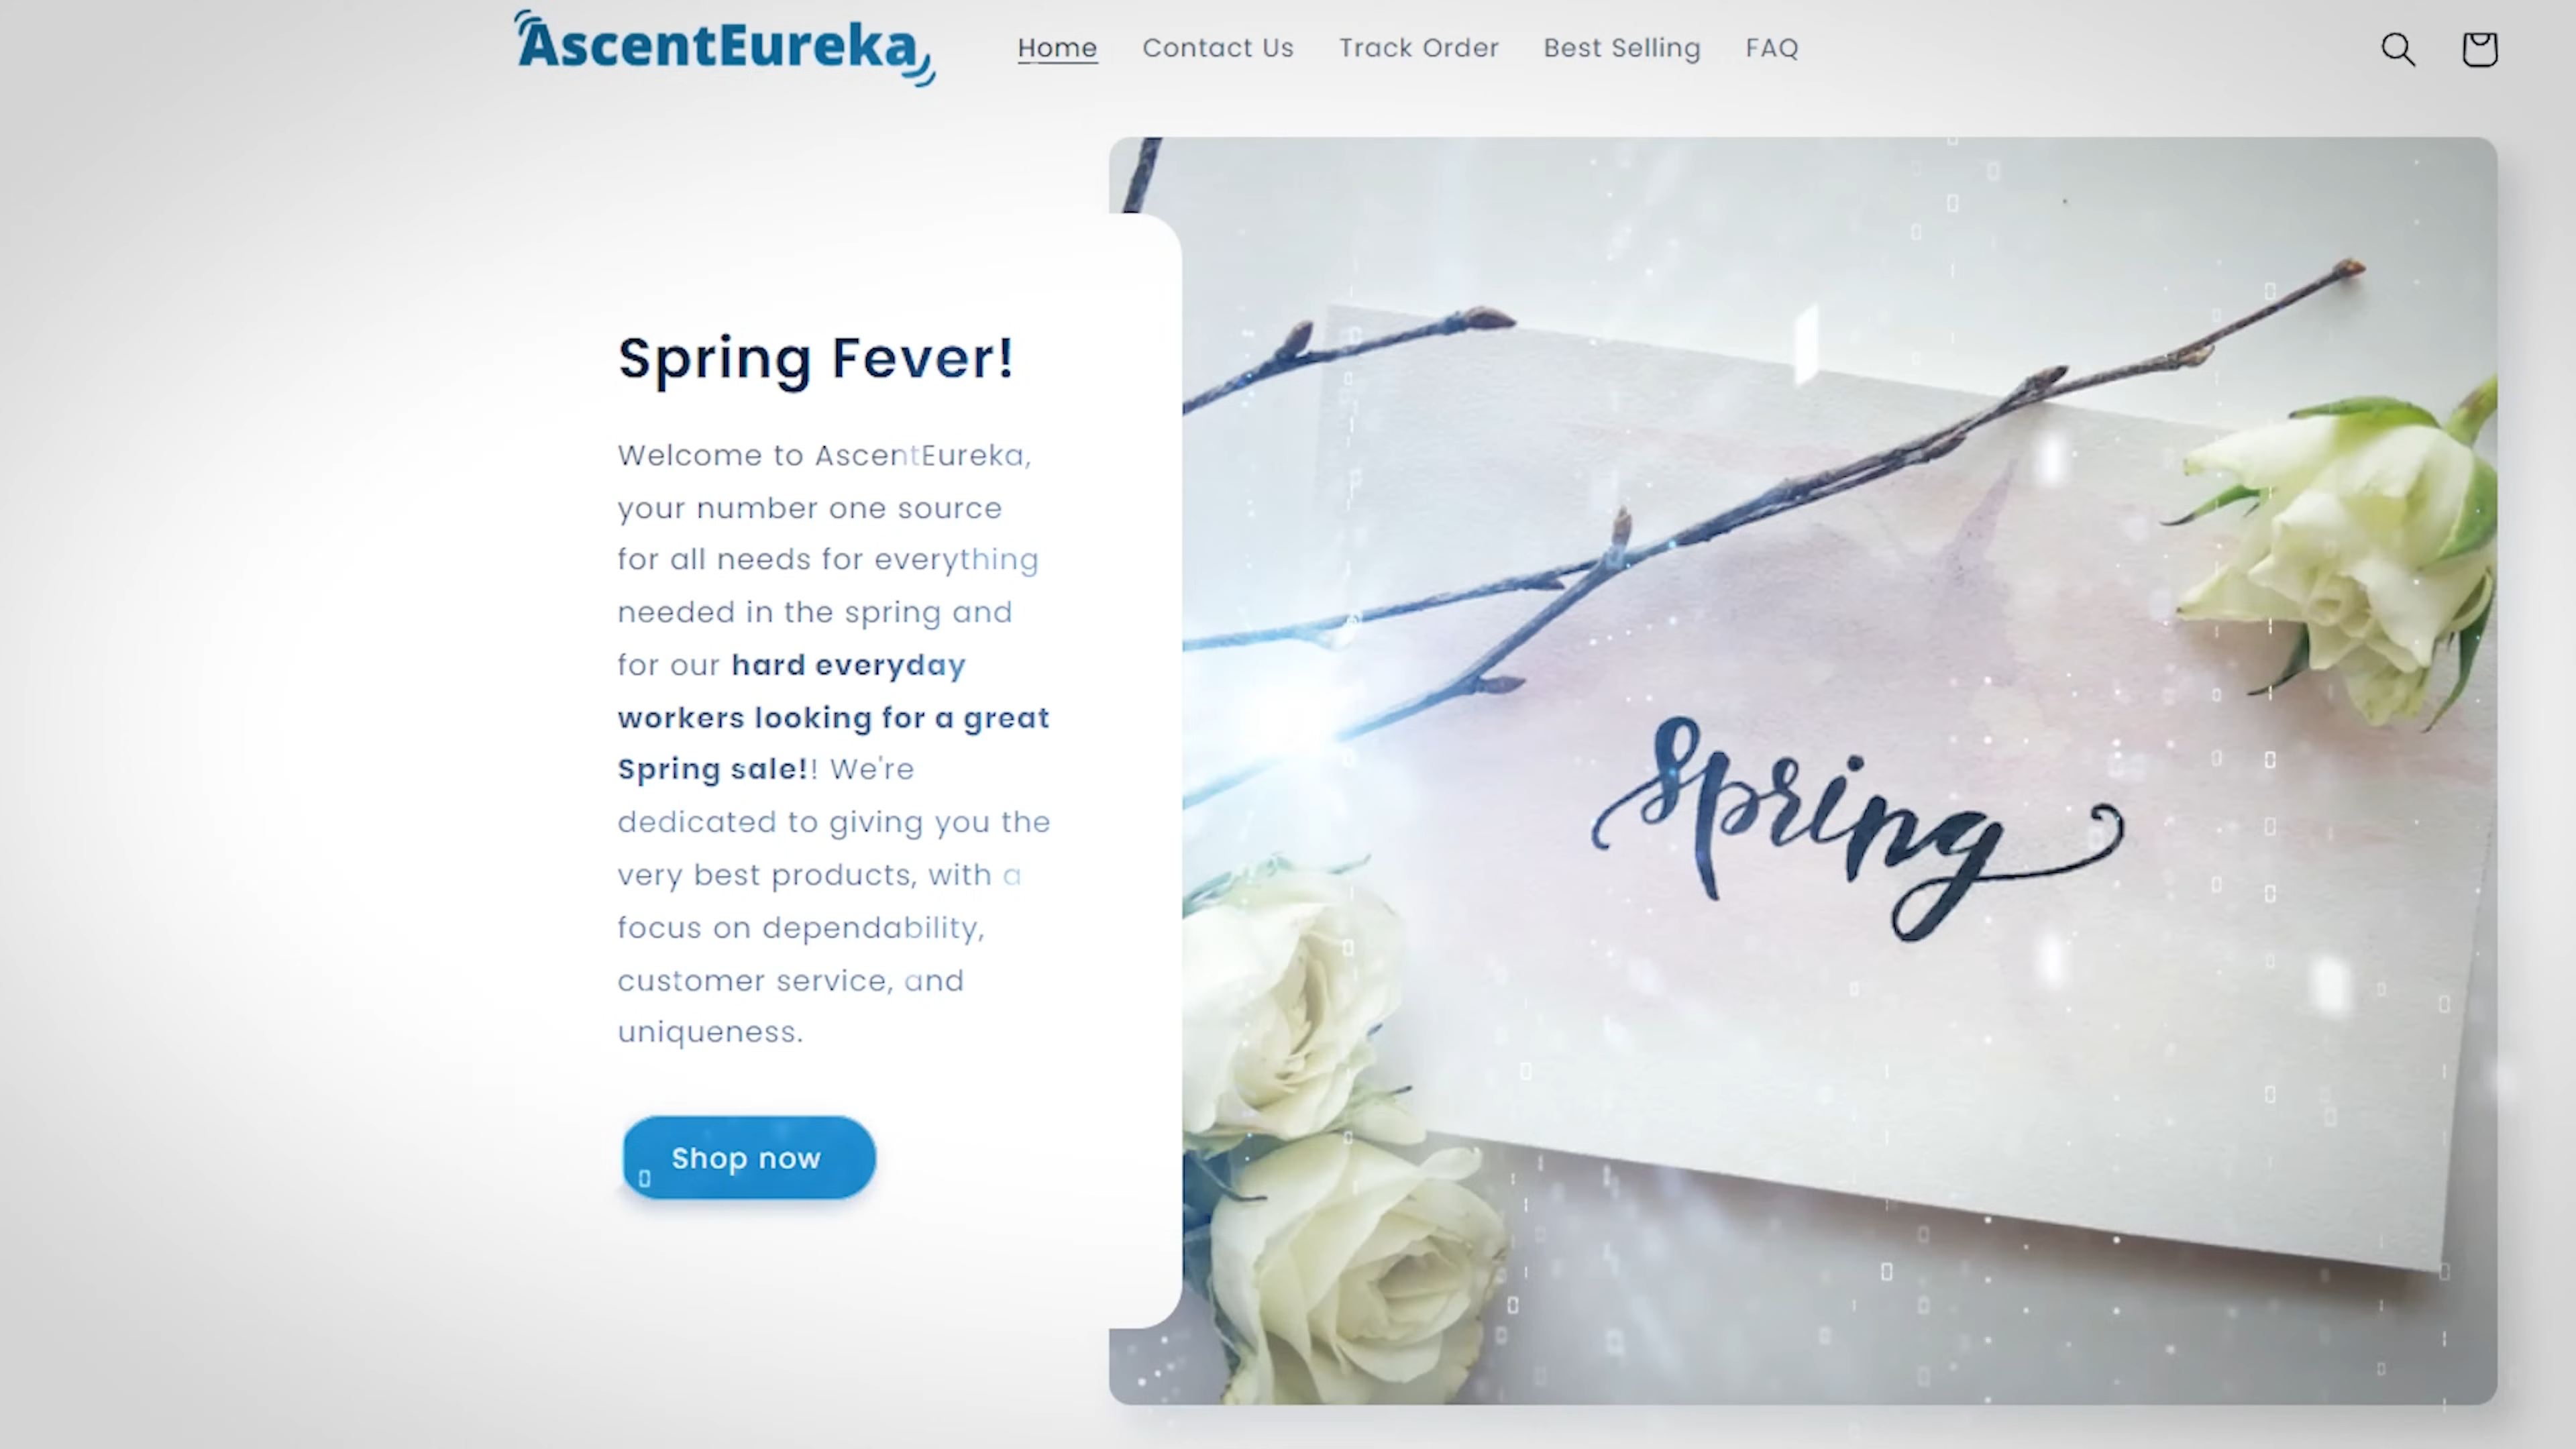 AscentEureka
Home Contact Us Track Order Best Selling FAQ
Spring Fever!
Welcome to AscentEureka,
your number one source
for all needs for everything
needed in the spring and
for our hard everyday
workers looking for a great
Spring sale!! We're
dedicated to giving you the
very best products, with a
focus on dependability,
customer service, and
uniqueness.
Shop now
Spring